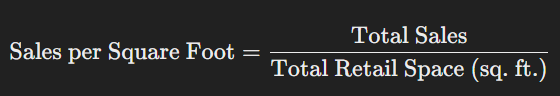 Sales per Square Foot = Total Sales / Total Retail Space (sq. ft.)